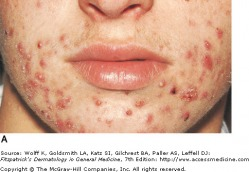 A
Source: Wolff K, Goldsmith LA, Katz SI, Gilchrest BA, Paller AS, Leffell DJ:
Fitzpatrick's Dermatology in General Medicine, 7th Edition: http://www.accessmedicine.com
Copyright © The McGraw-Hill Companies, Inc. All rights reserved.